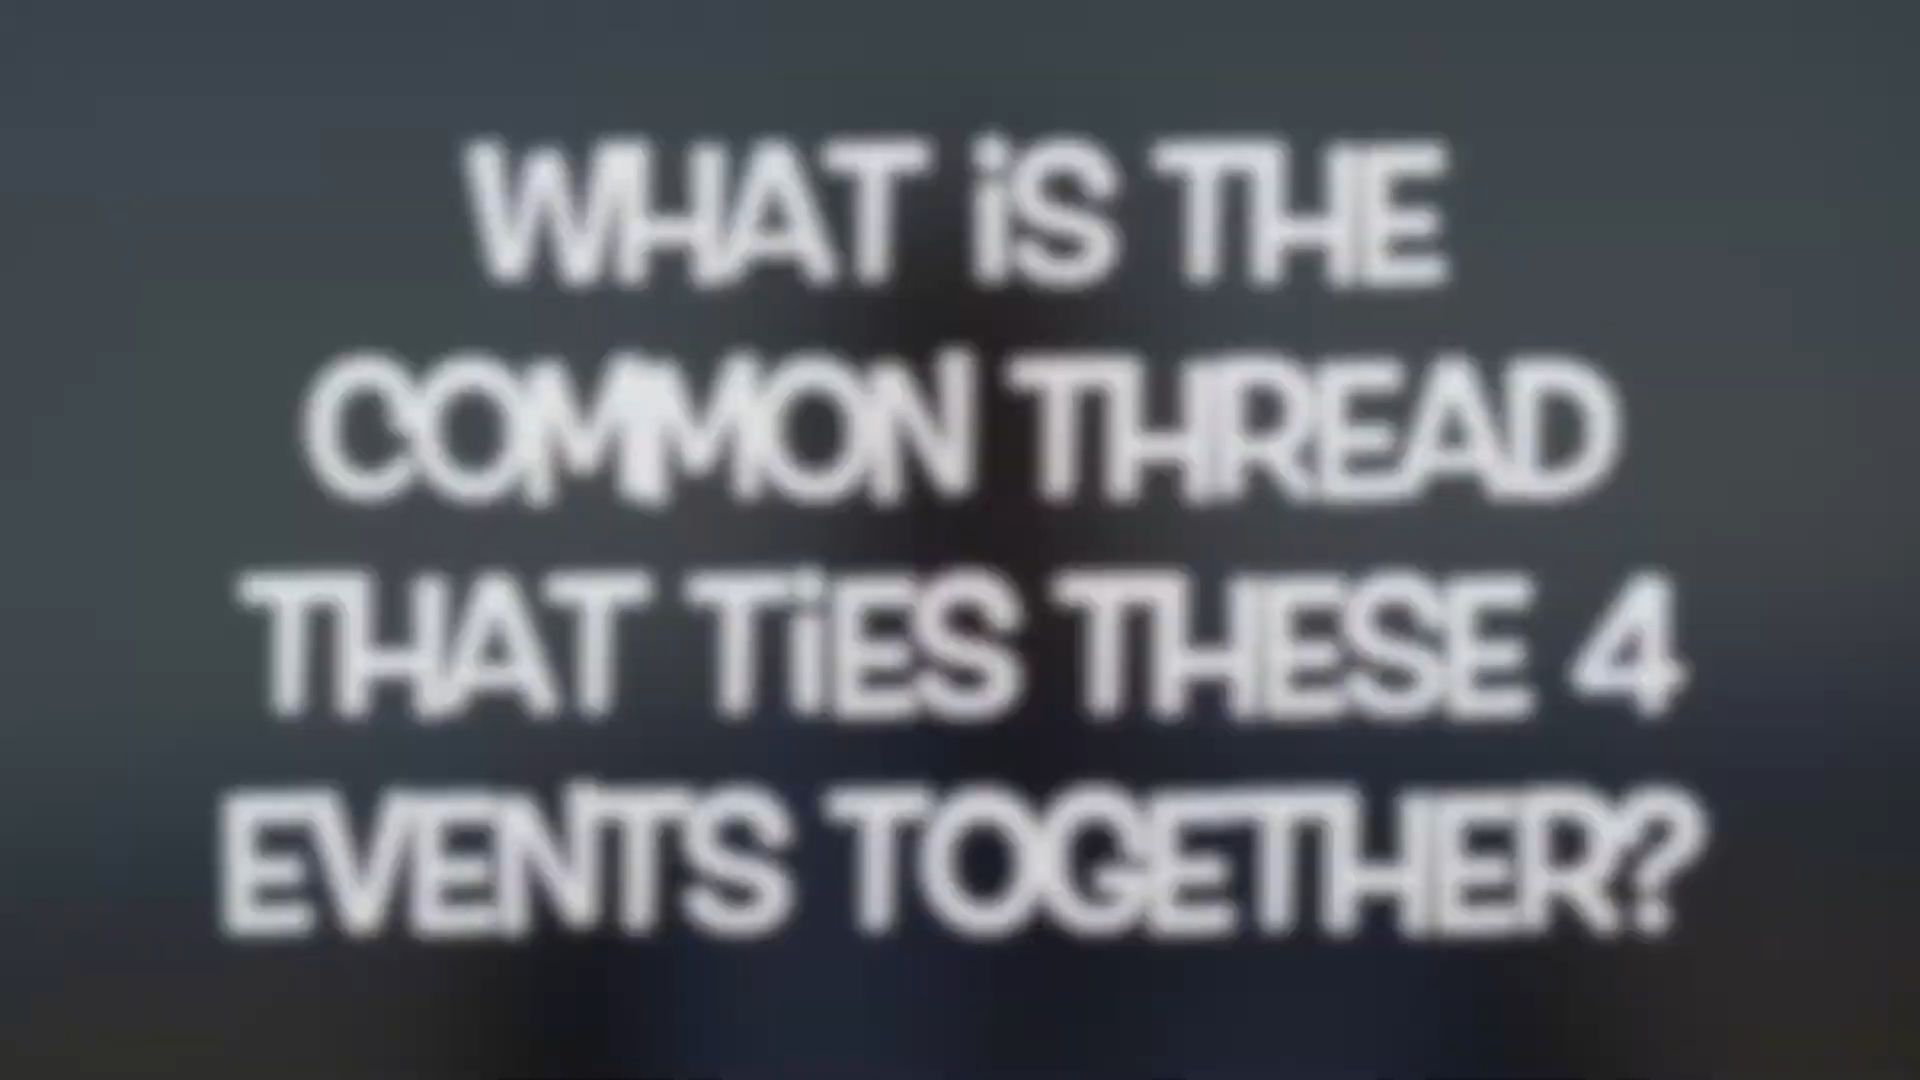 WHAT iS THE
COMMON THREAD
THAT TiES THESE 4
EVENTS TOGETHER?